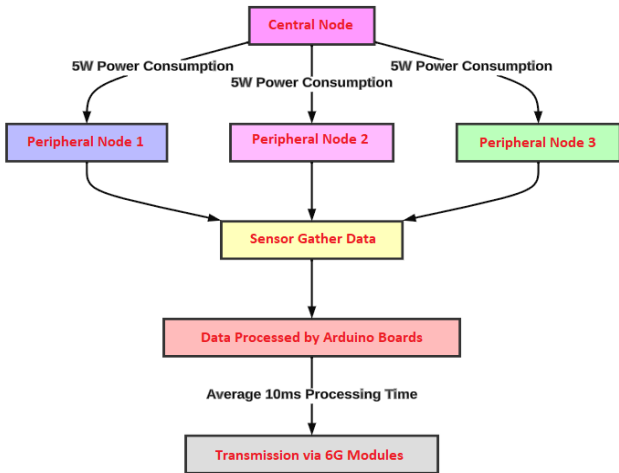 Central Node
5W Power Consumption
5W Power Consumption
5W Power Consumption
Peripheral Node 1
Peripheral Node 2
Peripheral Node 3
Sensor Gather Data
Data Processed by Arduino Boards
Average 10ms Processing Time
Transmission via 6G Modules